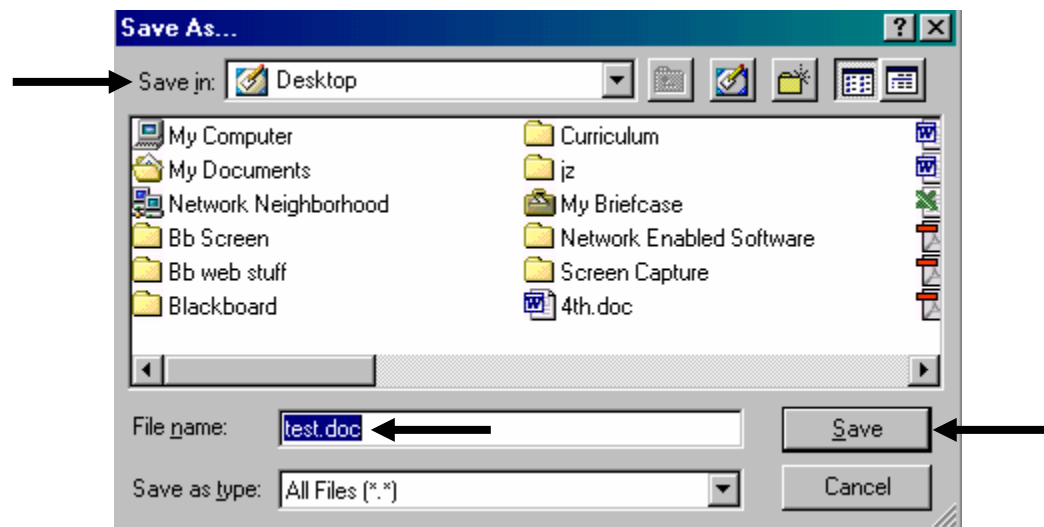 Save As...
Save in: Desktop
My Computer
My Documents
Network Neighborhood
Bb Screen
Bb web stuff
Blackboard
Curriculum
jz
My Briefcase
Network Enabled Software
Screen Capture
4th.doc
File name: test.doc Save
Save as type: All Files (*.*) Cancel